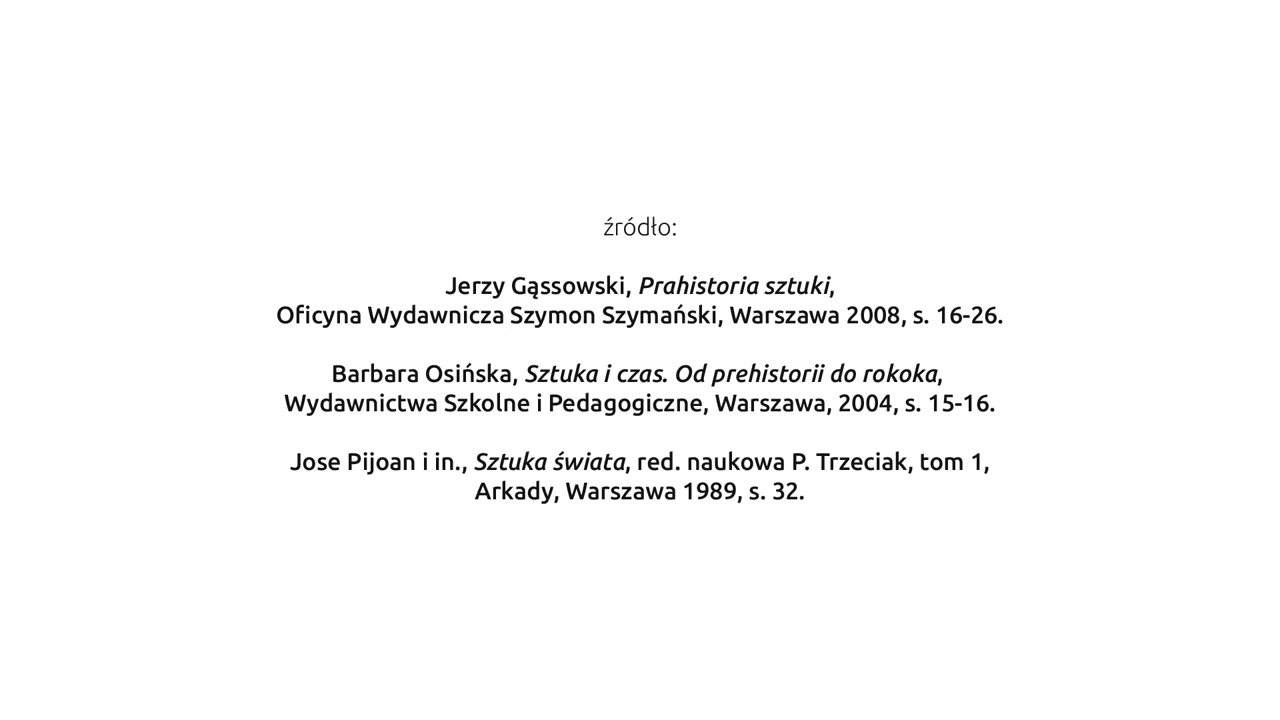 źródło:
Jerzy Gąssowski, Prahistoria sztuki,
Oficyna Wydawnicza Szymon Szymański, Warszawa 2008, s. 16-26.
Barbara Osińska, Sztuka i czas. Od prehistorii do rokoka,
Wydawnictwa Szkolne i Pedagogiczne, Warszawa, 2004, s. 15-16.
Jose Pijoan i in., Sztuka świata, red. naukowa P. Trzeciak, tom 1,
Arkady, Warszawa 1989, s. 32.